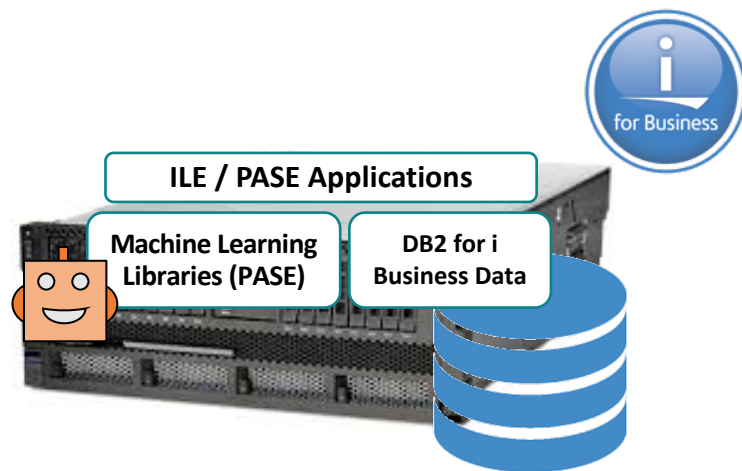 i
for Business
ILE / PASE Applications
Machine Learning
Libraries (PASE)
DB2 for i
Business Data